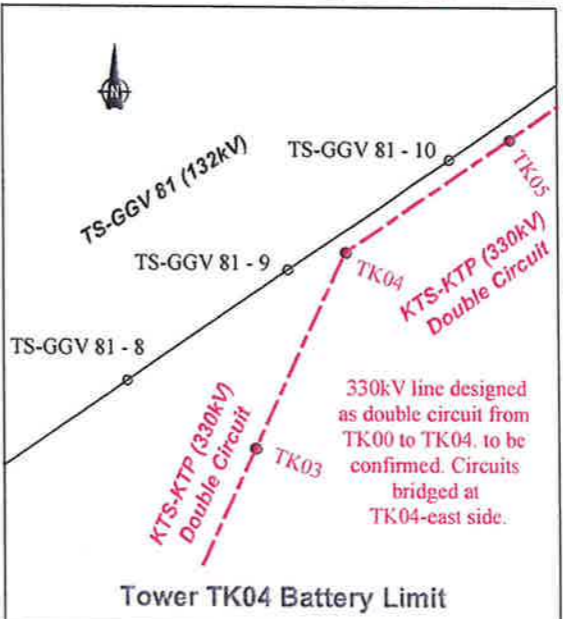 N
TS-GGV 81 (132kV)
TS-GGV 81 - 10
TK05
TS-GGV 81 - 9
TK04
KTS-KTP (330kV)
Double Circuit
TS-GGV 81 - 8
KTS-KTP (330kV)
Double Circuit
TK03
330kV line designed
as double circuit from
TK00 to TK04, to be
confirmed. Circuits
bridged at
TK04-east side.
Tower TK04 Battery Limit